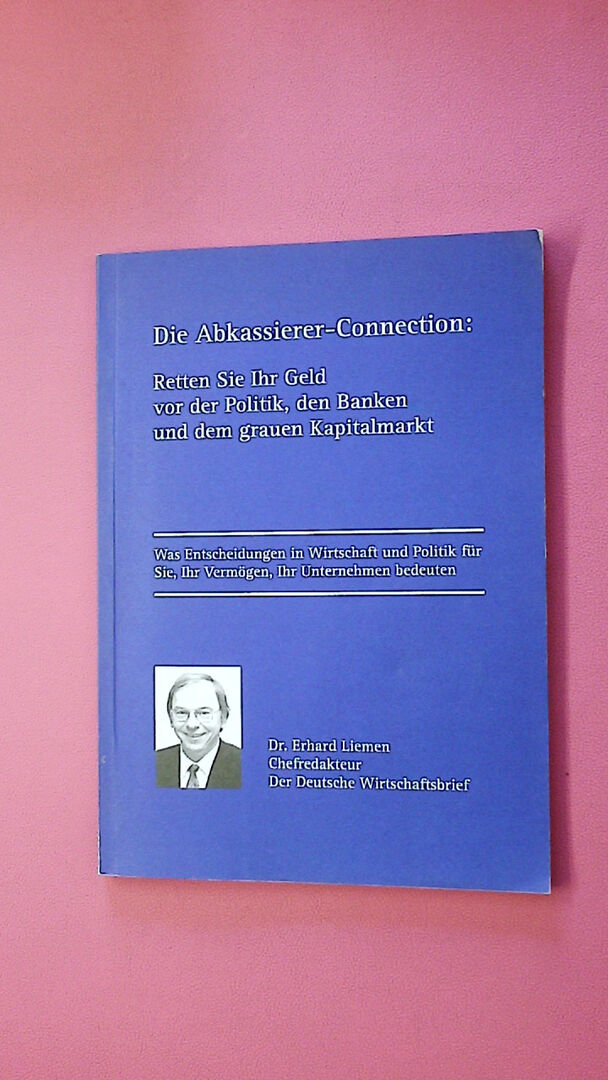 Die Abkassierer-Connection:
Retten Sie Ihr Geld
vor der Politik, den Banken
und dem grauen Kapitalmarkt
Was Entscheidungen in Wirtschaft und Politik für
Sie, Ihr Vermögen, Ihr Unternehmen bedeuten
Dr. Erhard Liemen
Chefredakteur
Der Deutsche Wirtschaftsbrief